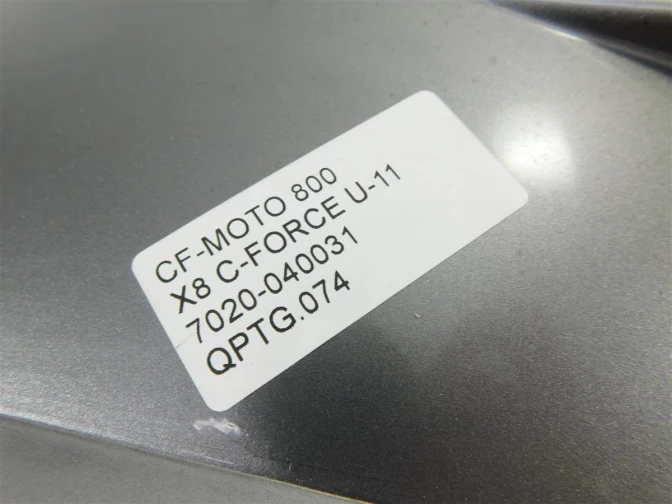 CF-MOTO 800
X8 C-FORCE U-11
7020-040031
QPTG.074